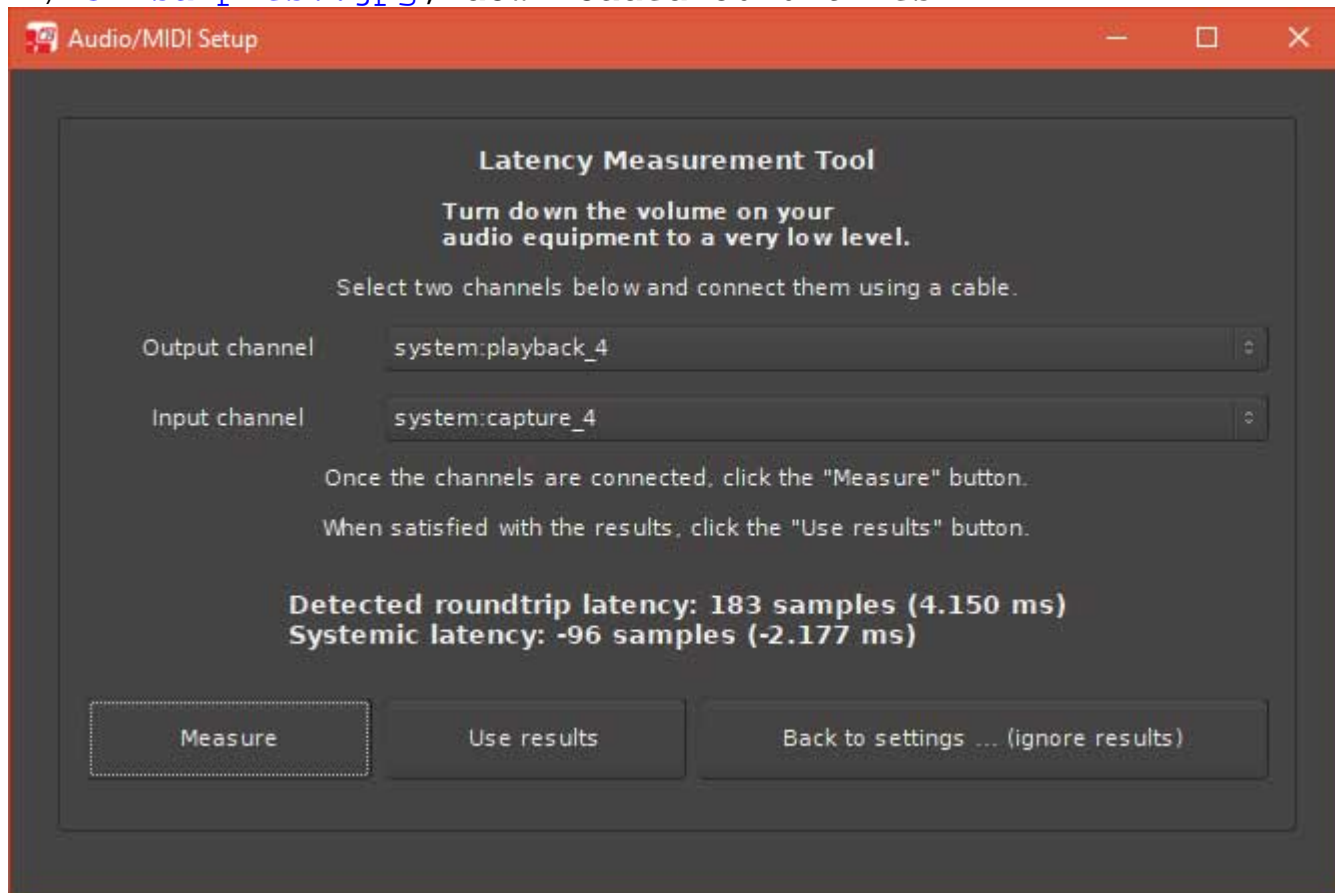 Audio/MIDI Setup
Latency Measurement Tool
Turn down the volume on your
audio equipment to a very low level.
Select two channels below and connect them using a cable.
Output channel system:playback_4
Input channel system:capture_4
Once the channels are connected, click the "Measure" button.
When satisfied with the results, click the "Use results" button.
Detected roundtrip latency: 183 samples (4.150 ms)
Systemic latency: -96 samples (-2.177 ms)
Measure Use results Back to settings ... (ignore results)